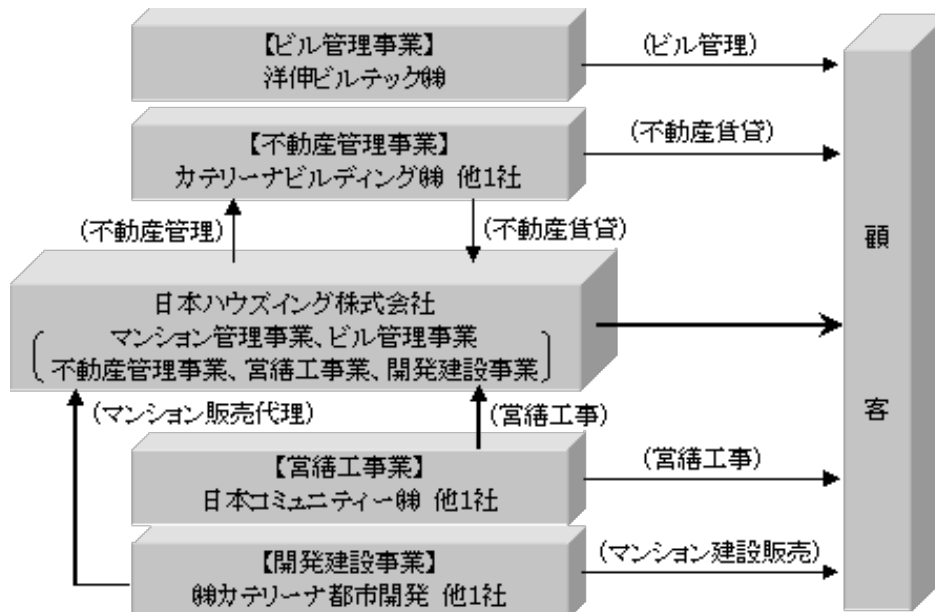 【ビル管理事業】
洋伸ビルテック㈱
(ビル管理)
【不動産管理事業】
カテリーナビルディング㈱ 他1社
(不動産賃貸)
(不動産管理)
(不動産賃貸)
日本ハウズイング株式会社
マンション管理事業、ビル管理事業
不動産管理事業、営繕工事業、開発建設事業
(マンション販売代理)
(営繕工事)
【営繕工事業】
日本コミュニティー㈱ 他1社
(営繕工事)
【開発建設事業】
㈱カテリーナ都市開発 他1社
(マンション建設販売)
顧客